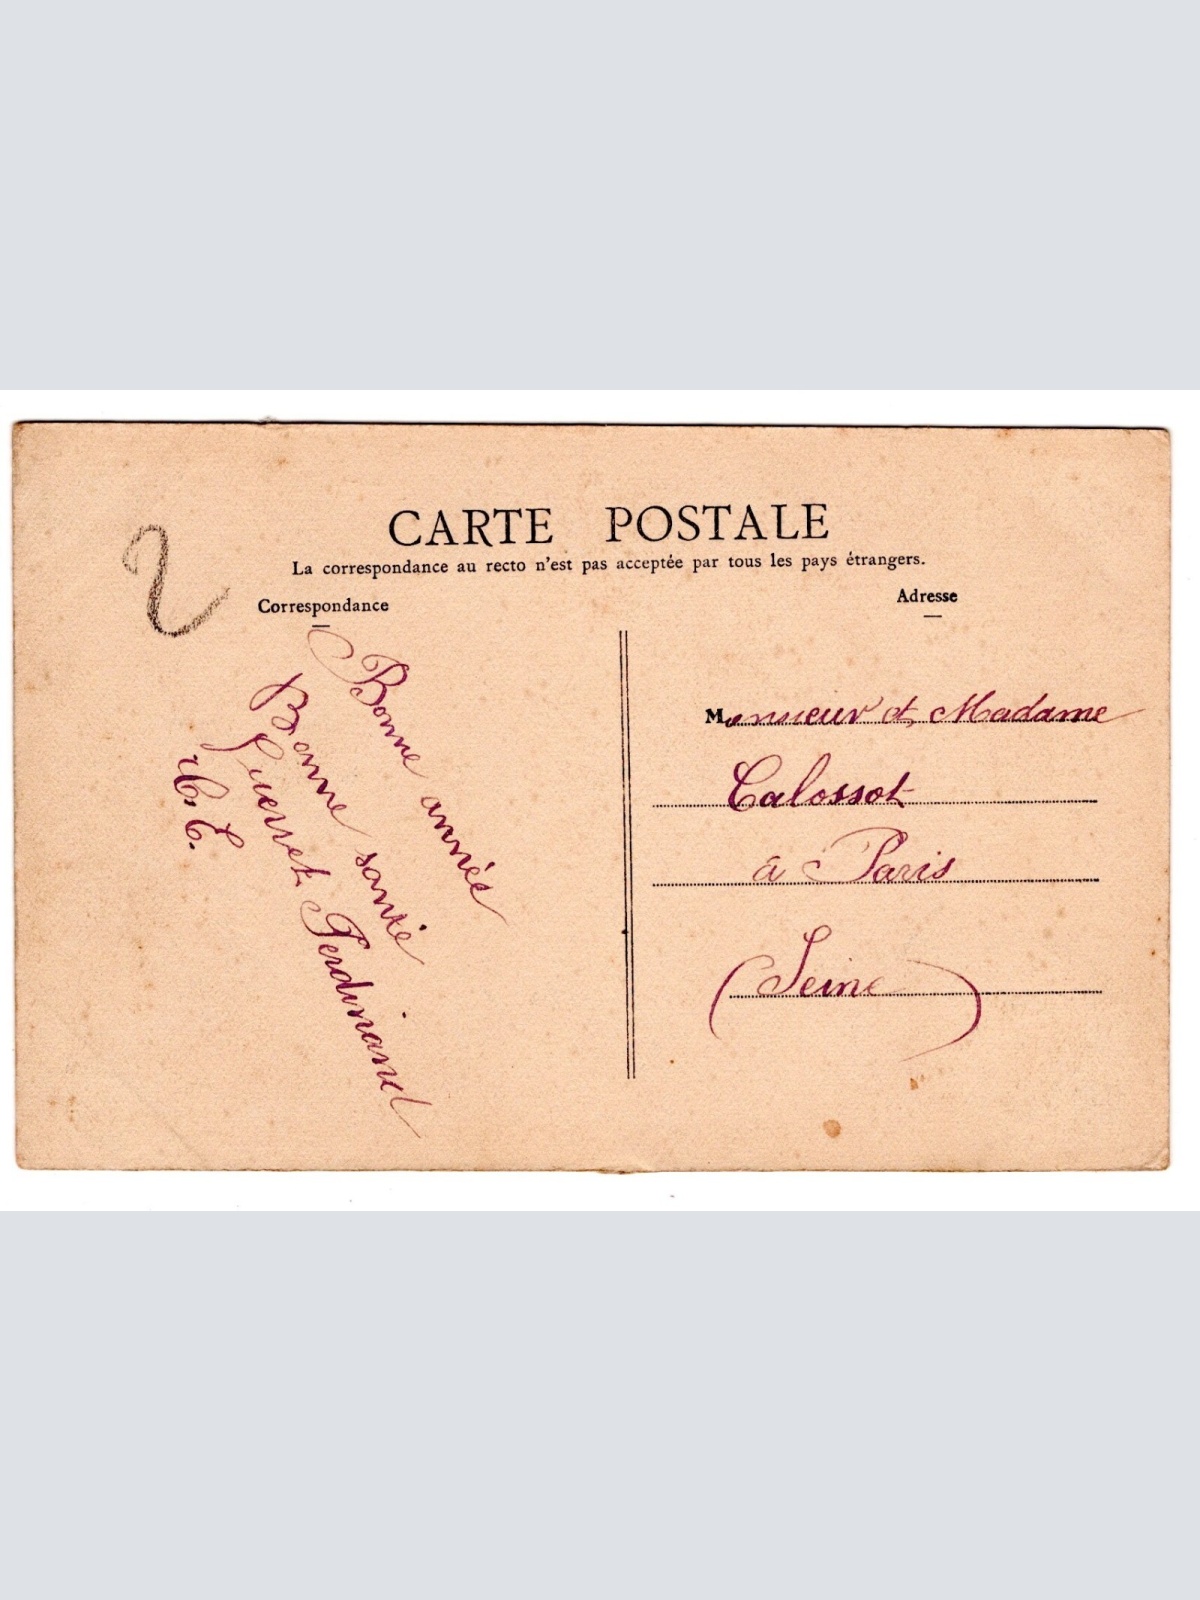 CARTE POSTALE
La correspondance au recto n'est pas acceptée par tous les pays étrangers.
Correspondance
Adresse
2
Bonne année
Bonne santé
Ferdinand
Monsieur et Madame
Calossot
à Paris
(Seine)